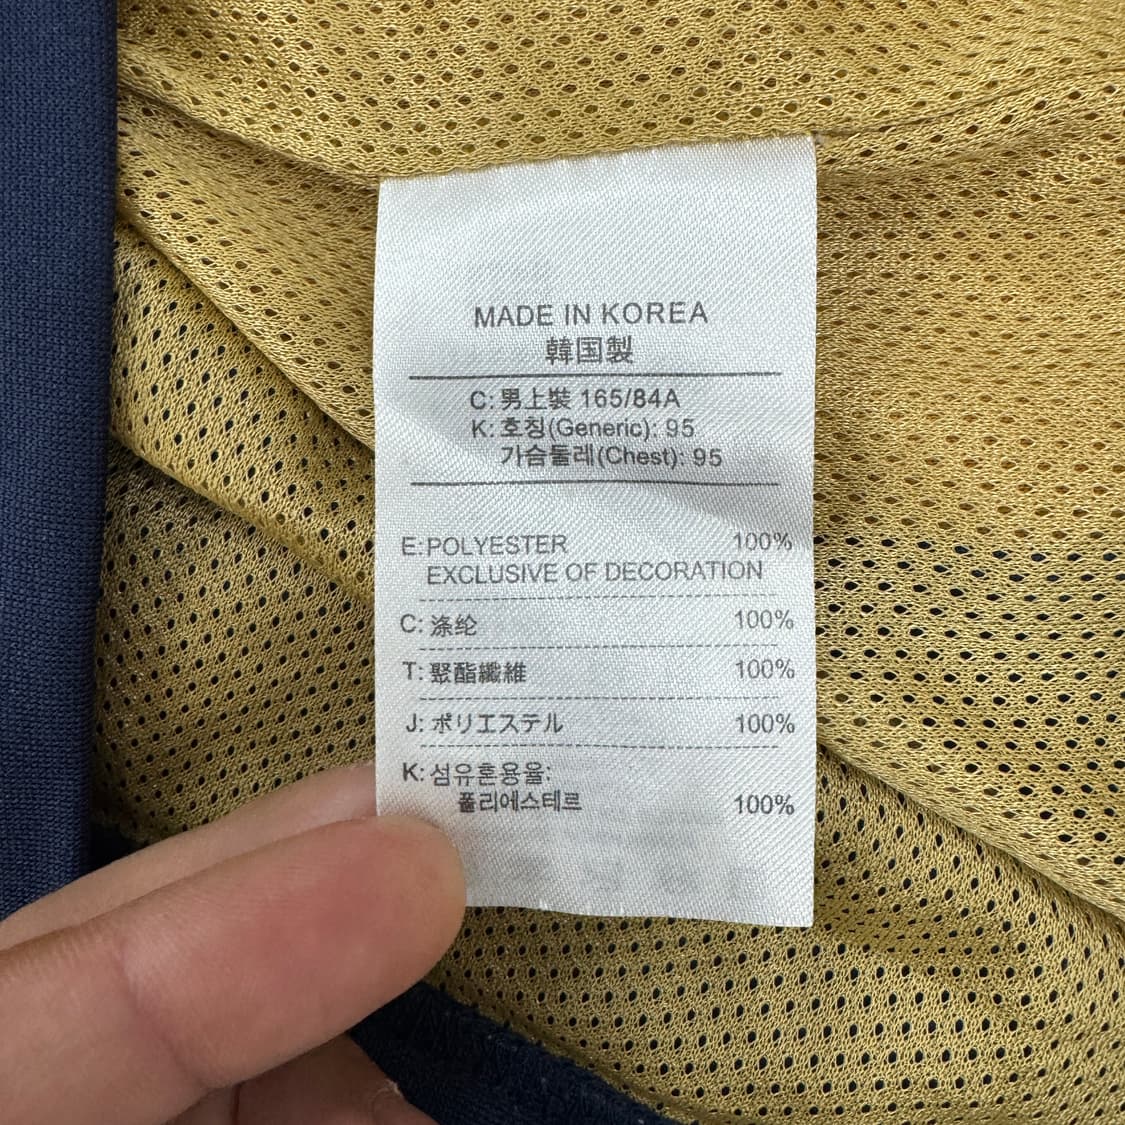 MADE IN KOREA
韓国製
C: 男上裝 165/84A
K: 호칭(Generic): 95
가슴둘레(Chest): 95
E: POLYESTER 100%
EXCLUSIVE OF DECORATION
C: 涤纶 100%
T: 聚酯纖維 100%
J: ポリエステル 100%
K: 섬유혼용율:
폴리에스테르 100%